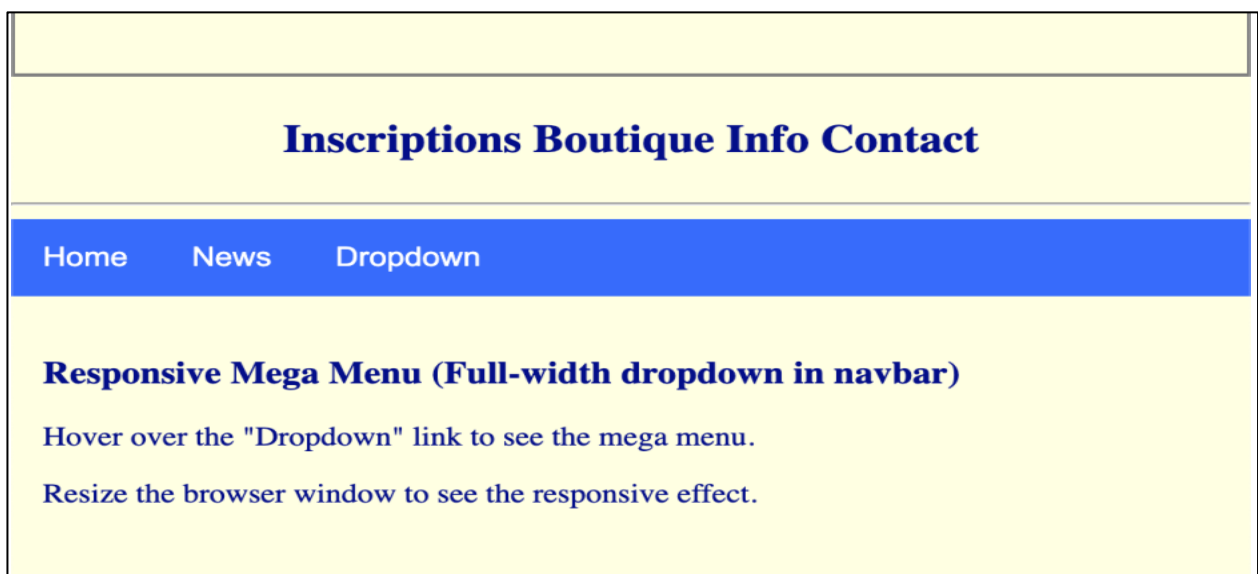 Inscriptions Boutique Info Contact
Home News Dropdown
Responsive Mega Menu (Full-width dropdown in navbar)
Hover over the "Dropdown" link to see the mega menu.
Resize the browser window to see the responsive effect.